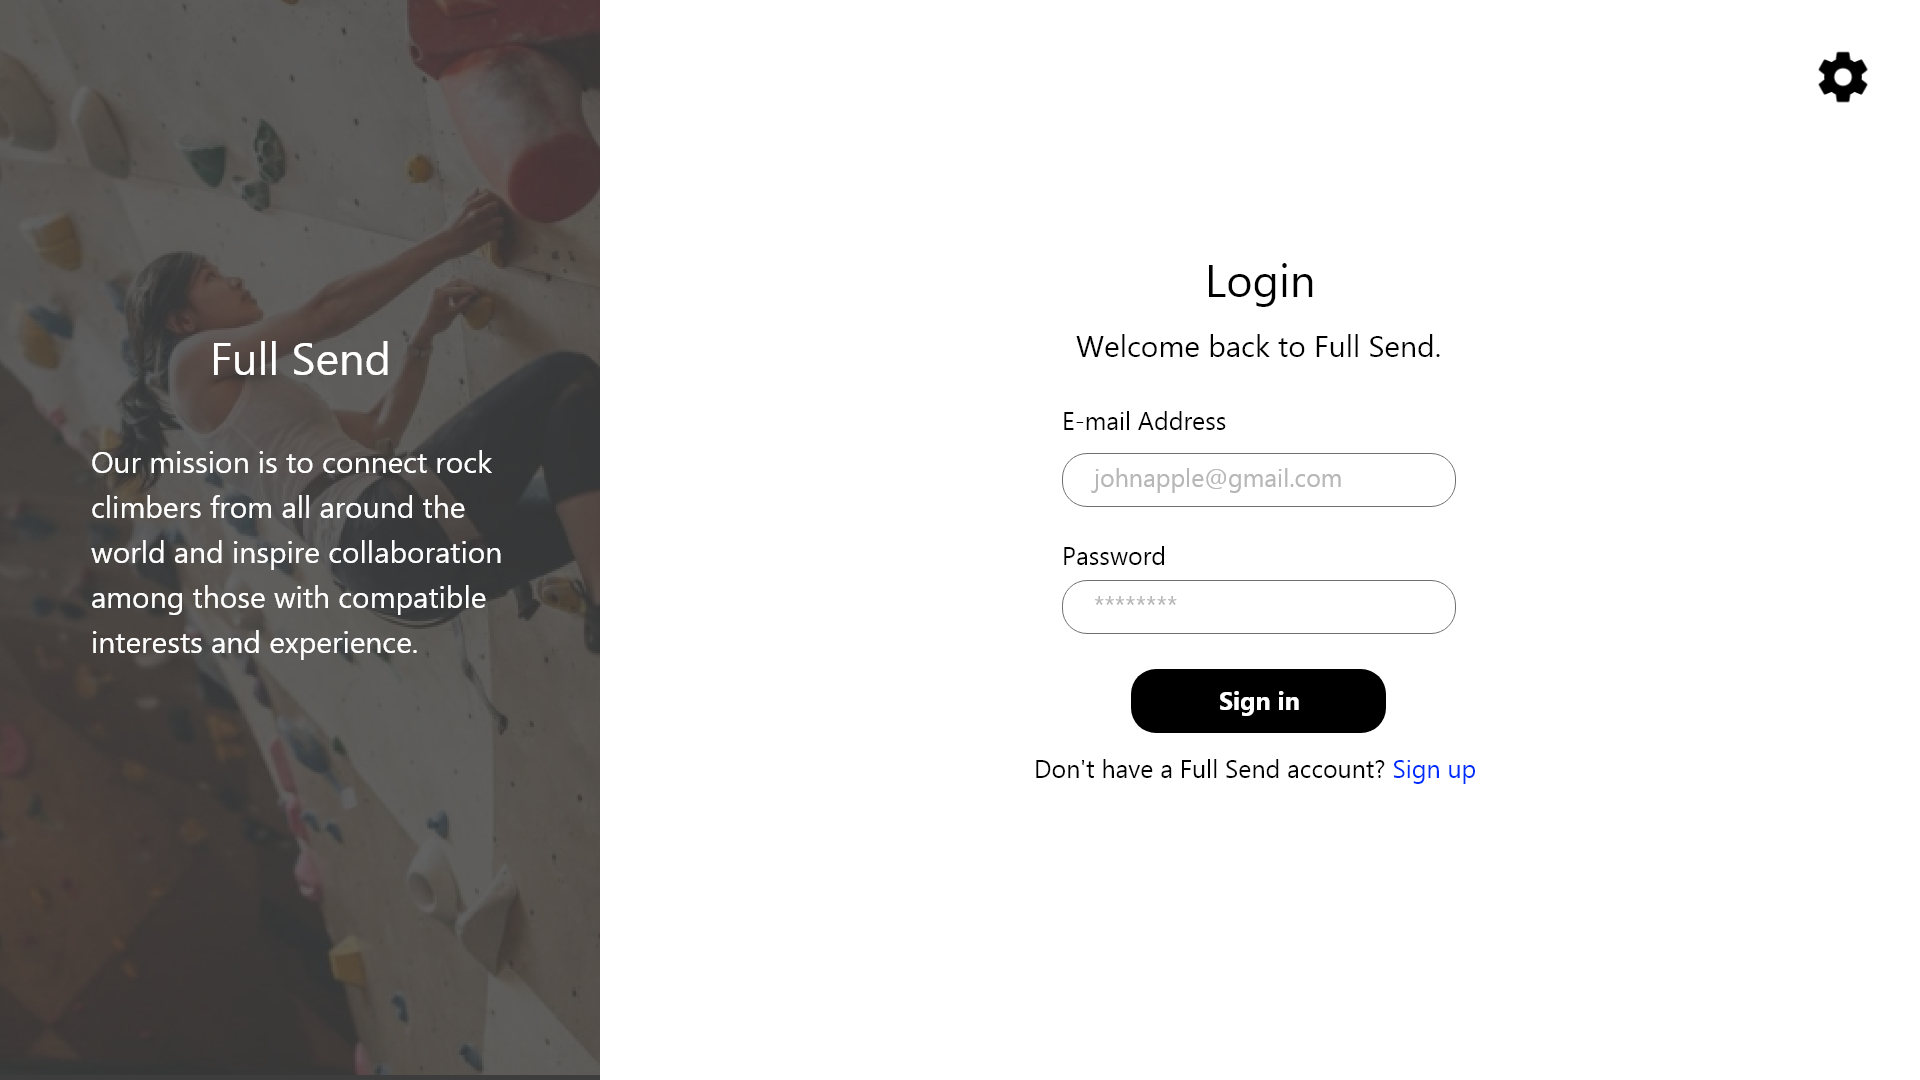 Full Send
Our mission is to connect rock
climbers from all around the
world and inspire collaboration
among those with compatible
interests and experience.
Login
Welcome back to Full Send.
E-mail Address
johnapple@gmail.com
Password
********
Sign in
Don't have a Full Send account? Sign up